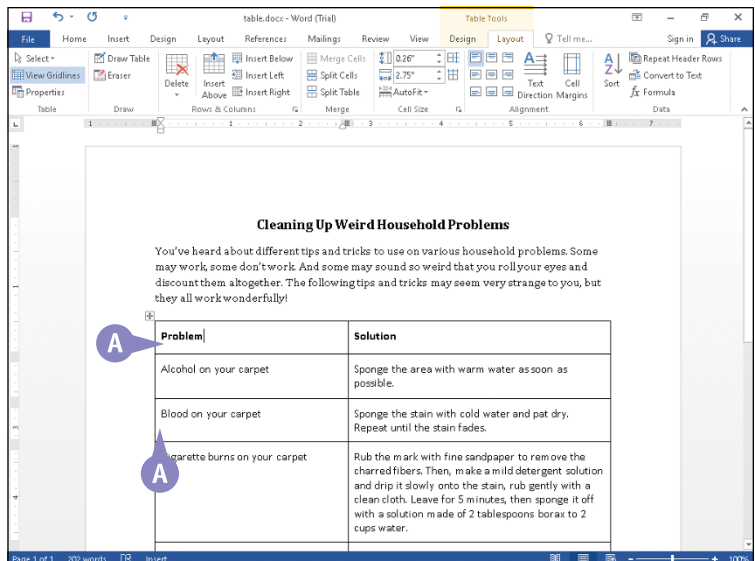 table.docx - Word (Trial)
Table Tools
File Home Insert Design Layout References Mailings Review View Design Layout Tell me... Sign in Share
Select
View Gridlines
Properties
Table
Draw Table
Eraser
Draw
Delete
Insert
Above
Insert Below
Insert Left
Insert Right
Rows & Columns
Merge Cells
Split Cells
Split Table
Merge
0.26"
2.75"
AutoFit
Cell Size
Text
Direction
Cell
Margins
Alignment
Sort
Repeat Header Rows
Convert to Text
fx Formula
Data
L
1 1 2 3 4 5 6 7
Cleaning Up Weird Household Problems
You've heard about different tips and tricks to use on various household problems. Some
may work, some don't work. And some may sound so weird that you roll your eyes and
discount them altogether. The following tips and tricks may seem very strange to you, but
they all work wonderfully!
Problem
Solution
A
Alcohol on your carpet
Sponge the area with warm water as soon as
possible.
Blood on your carpet
Sponge the stain with cold water and pat dry.
Repeat until the stain fades.
A
igarette burns on your carpet
Rub the mark with fine sandpaper to remove the
charred fibers. Then, make a mild detergent solution
and drip it slowly onto the stain, rub gently with a
clean cloth. Leave for 5 minutes, then sponge it off
with a solution made of 2 tablespoons borax to 2
cups water.
Page 1 of 1 202 words Insert 100%